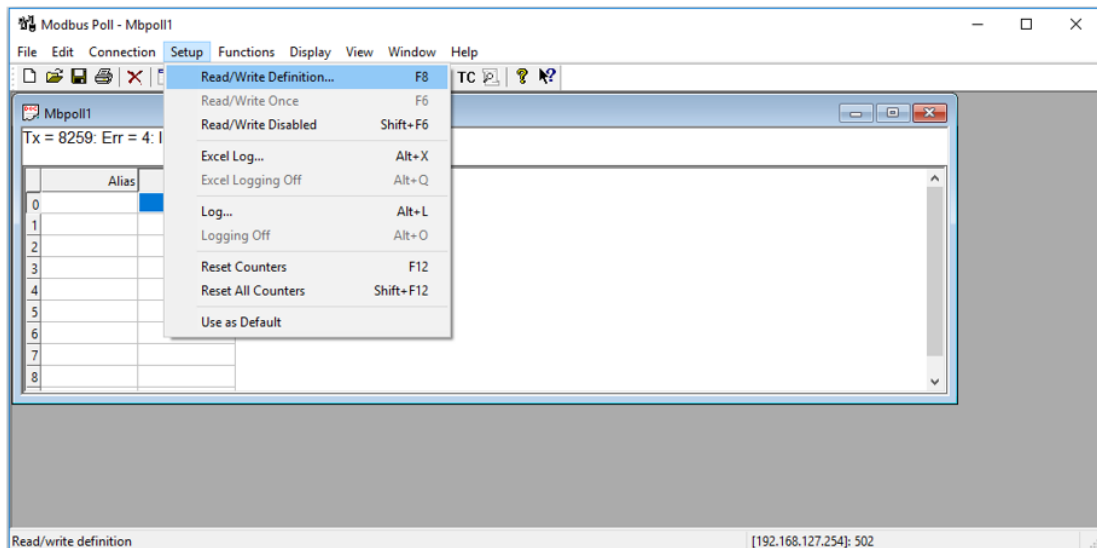 Modbus Poll - Mbpoll1
File Edit Connection Setup Functions Display View Window Help
TC
Mbpoll1
Tx = 8259: Err = 4: I
Alias
0
1
2
3
4
5
6
7
8
Read/Write Definition... F8
Read/Write Once F6
Read/Write Disabled Shift+F6
Excel Log... Alt+X
Excel Logging Off Alt+Q
Log... Alt+L
Logging Off Alt+O
Reset Counters F12
Reset All Counters Shift+F12
Use as Default
Read/write definition [192.168.127.254]: 502